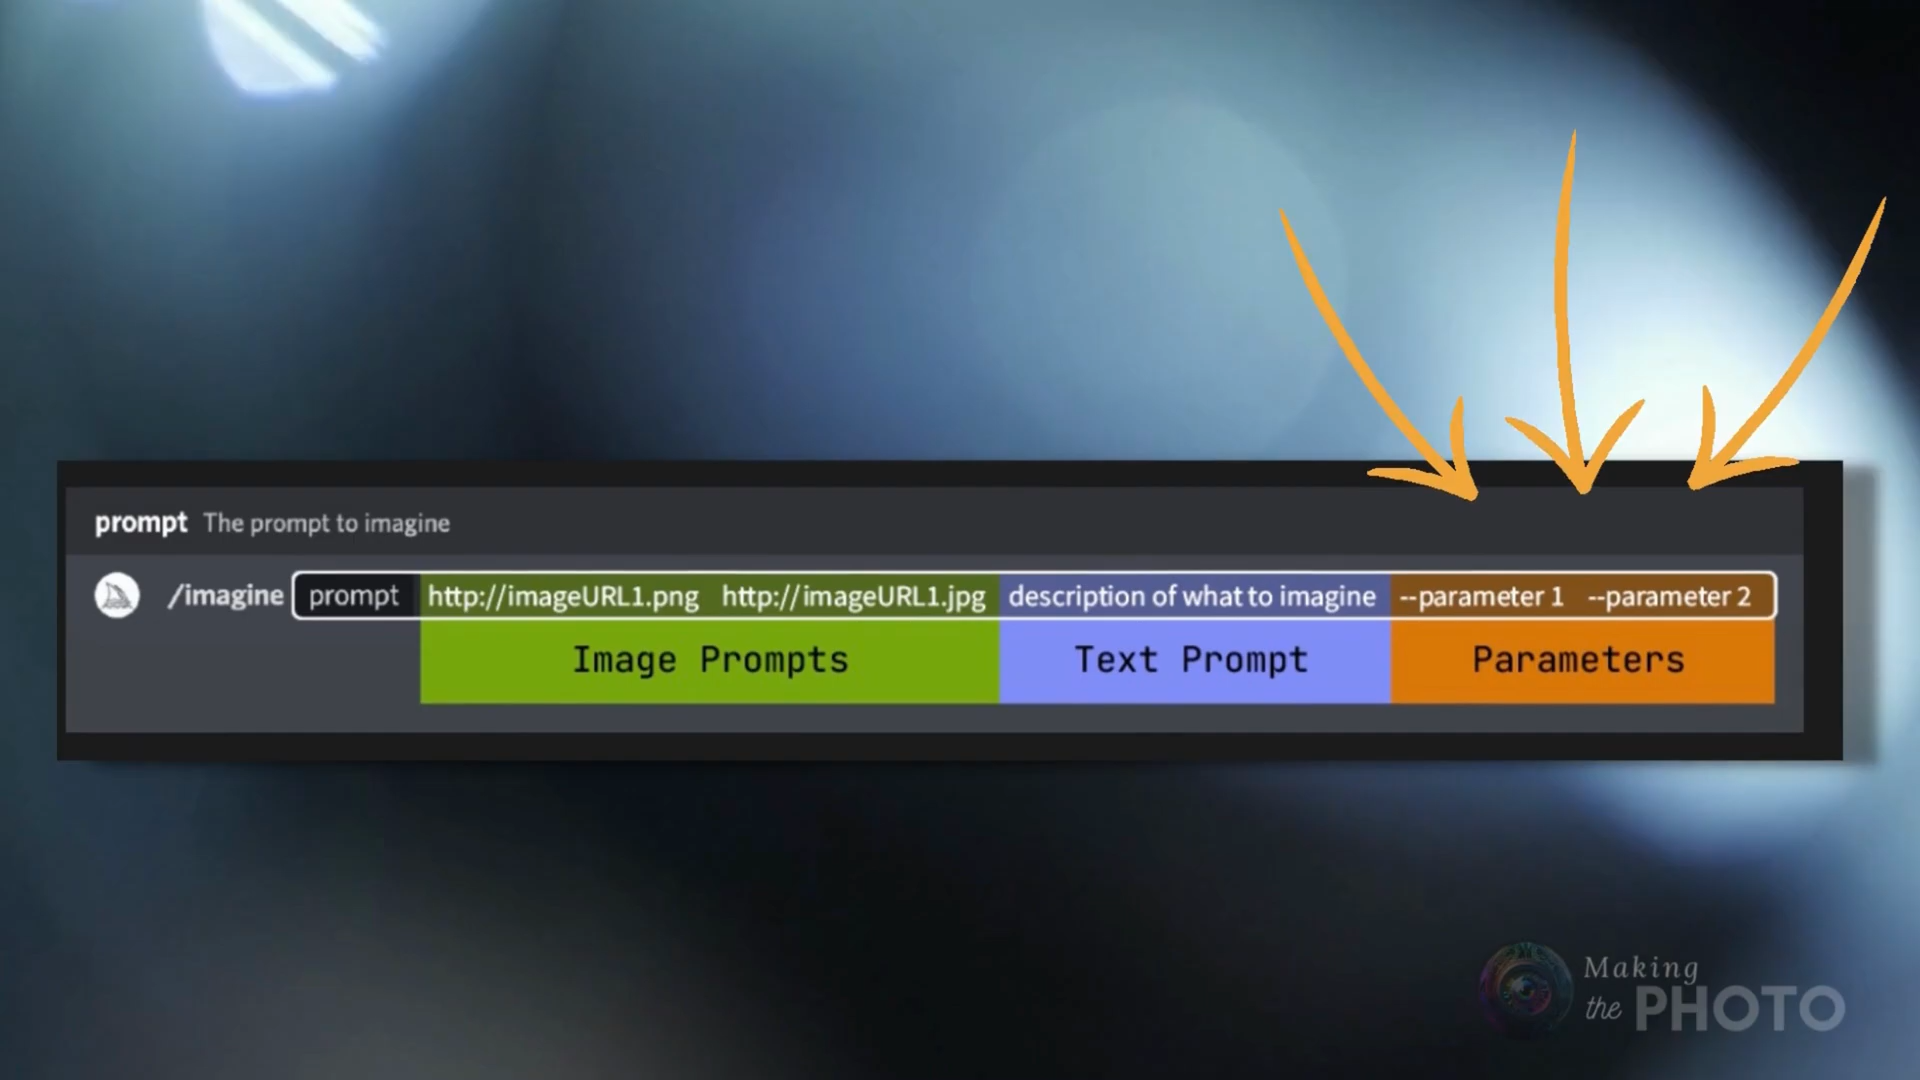 prompt The prompt to imagine
/imagine prompt http://imageURL1.png http://imageURL1.jpg description of what to imagine --parameter 1 --parameter 2
Image Prompts Text Prompt Parameters
Making
the PHOTO